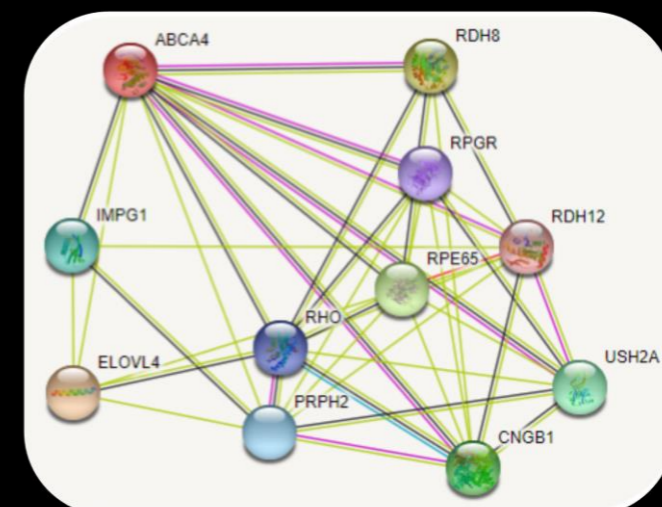 ABCA4
RDH8
RPGR
IMPG1
RDH12
RPE65
RHO
ELOVL4
USH2A
PRPH2
CNGB1